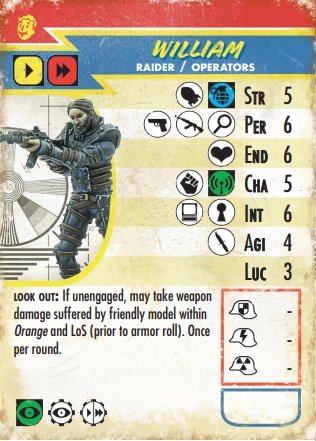 WILLIAM
RAIDER / OPERATORS
STR 5
PER 6
END 6
CHA 5
INT 6
AGI 4
LUC 3
LOOK OUT: If unengaged, may take weapon
damage suffered by friendly model within
Orange and LoS (prior to armor roll). Once
per round.
-
-
-